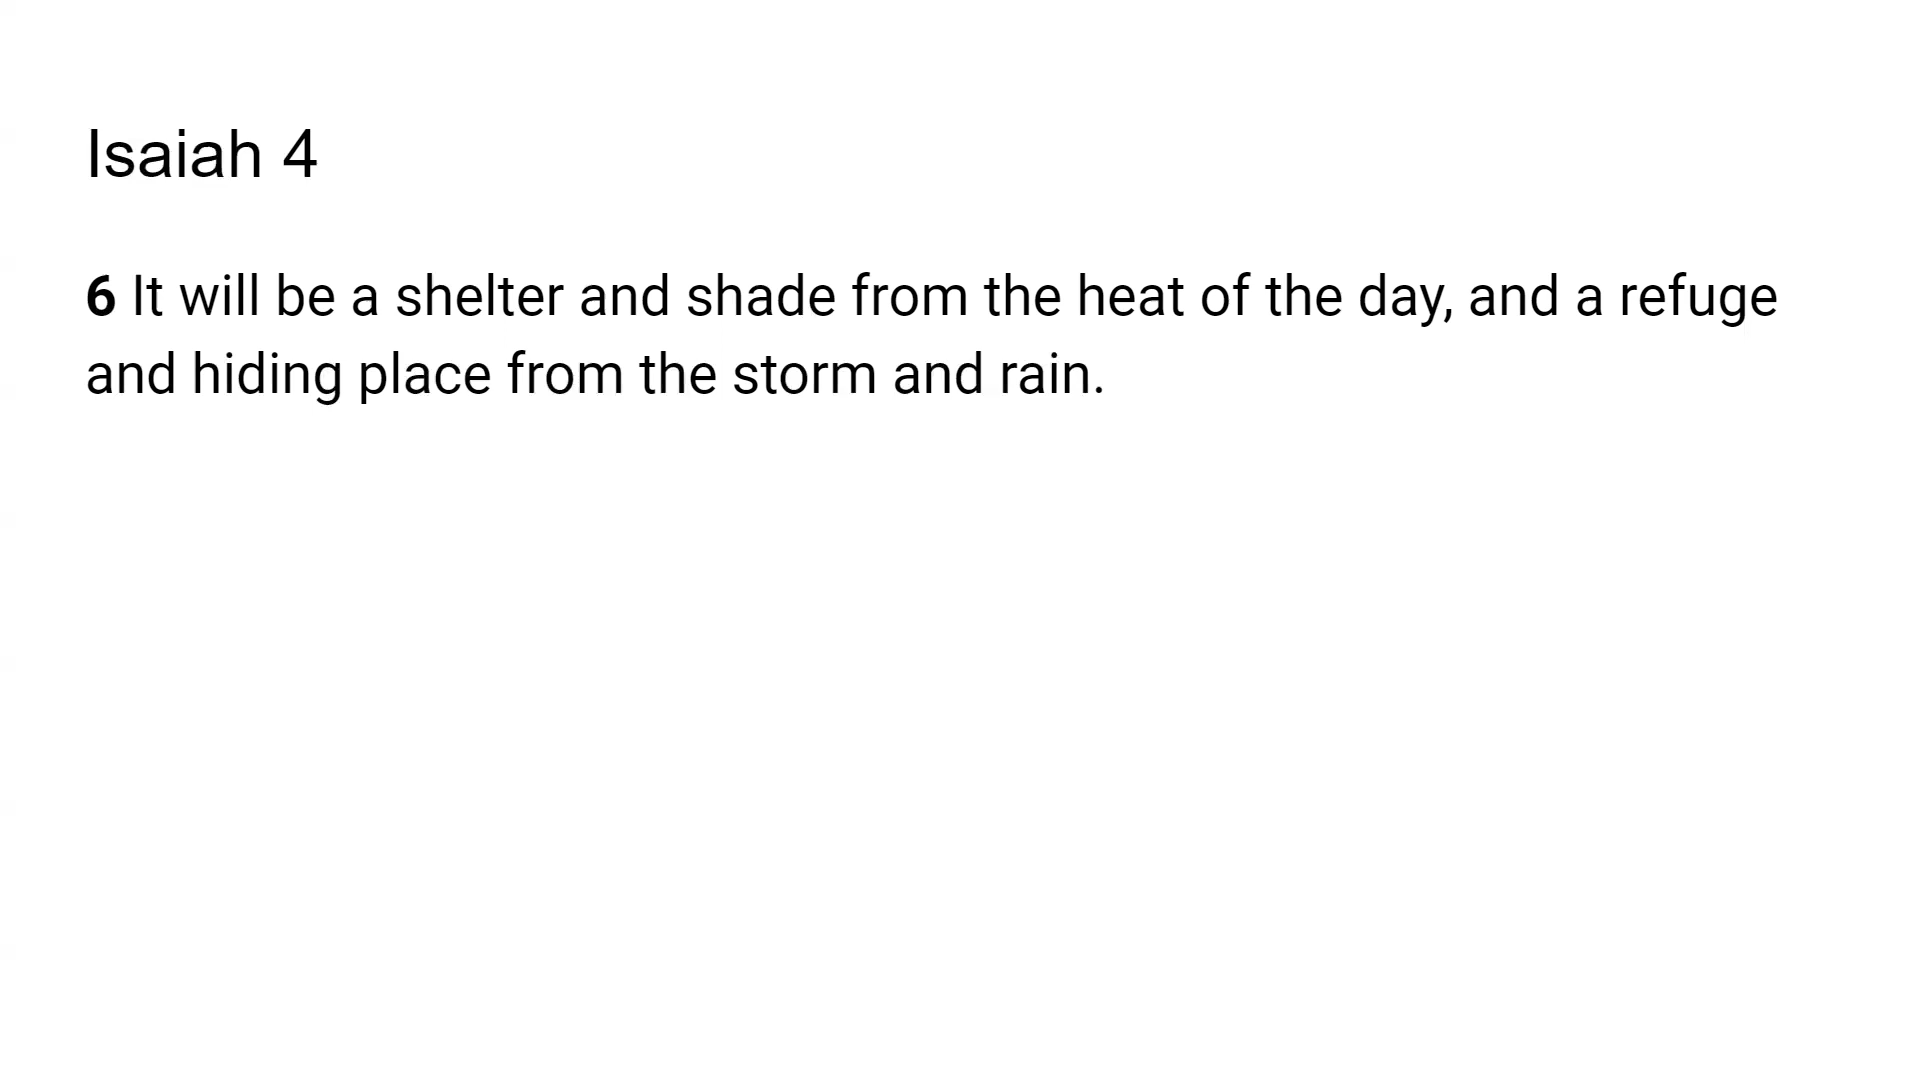 Isaiah 4
6 It will be a shelter and shade from the heat of the day, and a refuge
and hiding place from the storm and rain.